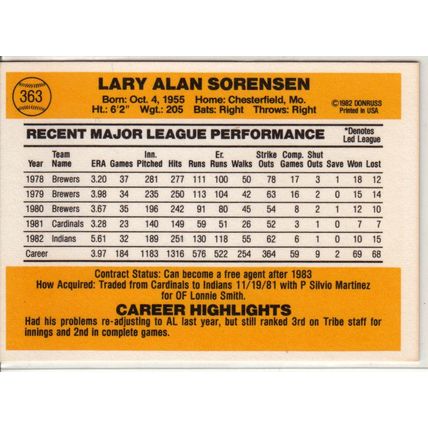 363
LARY ALAN SORENSEN
Born: Oct. 4, 1955 Home: Chesterfield, Mo.
Ht.: 6'2" Wgt.: 205 Bats: Right Throws: Right
©1982 DONRUSS
Printed in USA
RECENT MAJOR LEAGUE PERFORMANCE
*Denotes
Led League
Year Team Name ERA Games Inn. Pitched Hits Runs Er. Runs Walks Strike Outs Comp. Games Shut Outs Save Won Lost
1978 Brewers 3.20 37 281 277 111 100 50 78 17 3 1 18 12
1979 Brewers 3.98 34 235 250 113 104 42 63 16 2 0 15 14
1980 Brewers 3.67 35 196 242 91 80 45 54 8 2 1 12 10
1981 Cardinals 3.28 23 140 149 59 51 26 52 3 1 0 7 7
1982 Indians 5.61 32 189 251 130 118 55 62 6 1 0 10 15
Career 3.97 184 1183 1316 576 522 254 364 58 9 2 69 68
Contract Status: Can become a free agent after 1983
How Acquired: Traded from Cardinals to Indians 11/19/81 with P Silvio Martinez
for OF Lonnie Smith.
CAREER HIGHLIGHTS
Had his problems re-adjusting to AL last year, but still ranked 3rd on Tribe staff for
innings and 2nd in complete games.